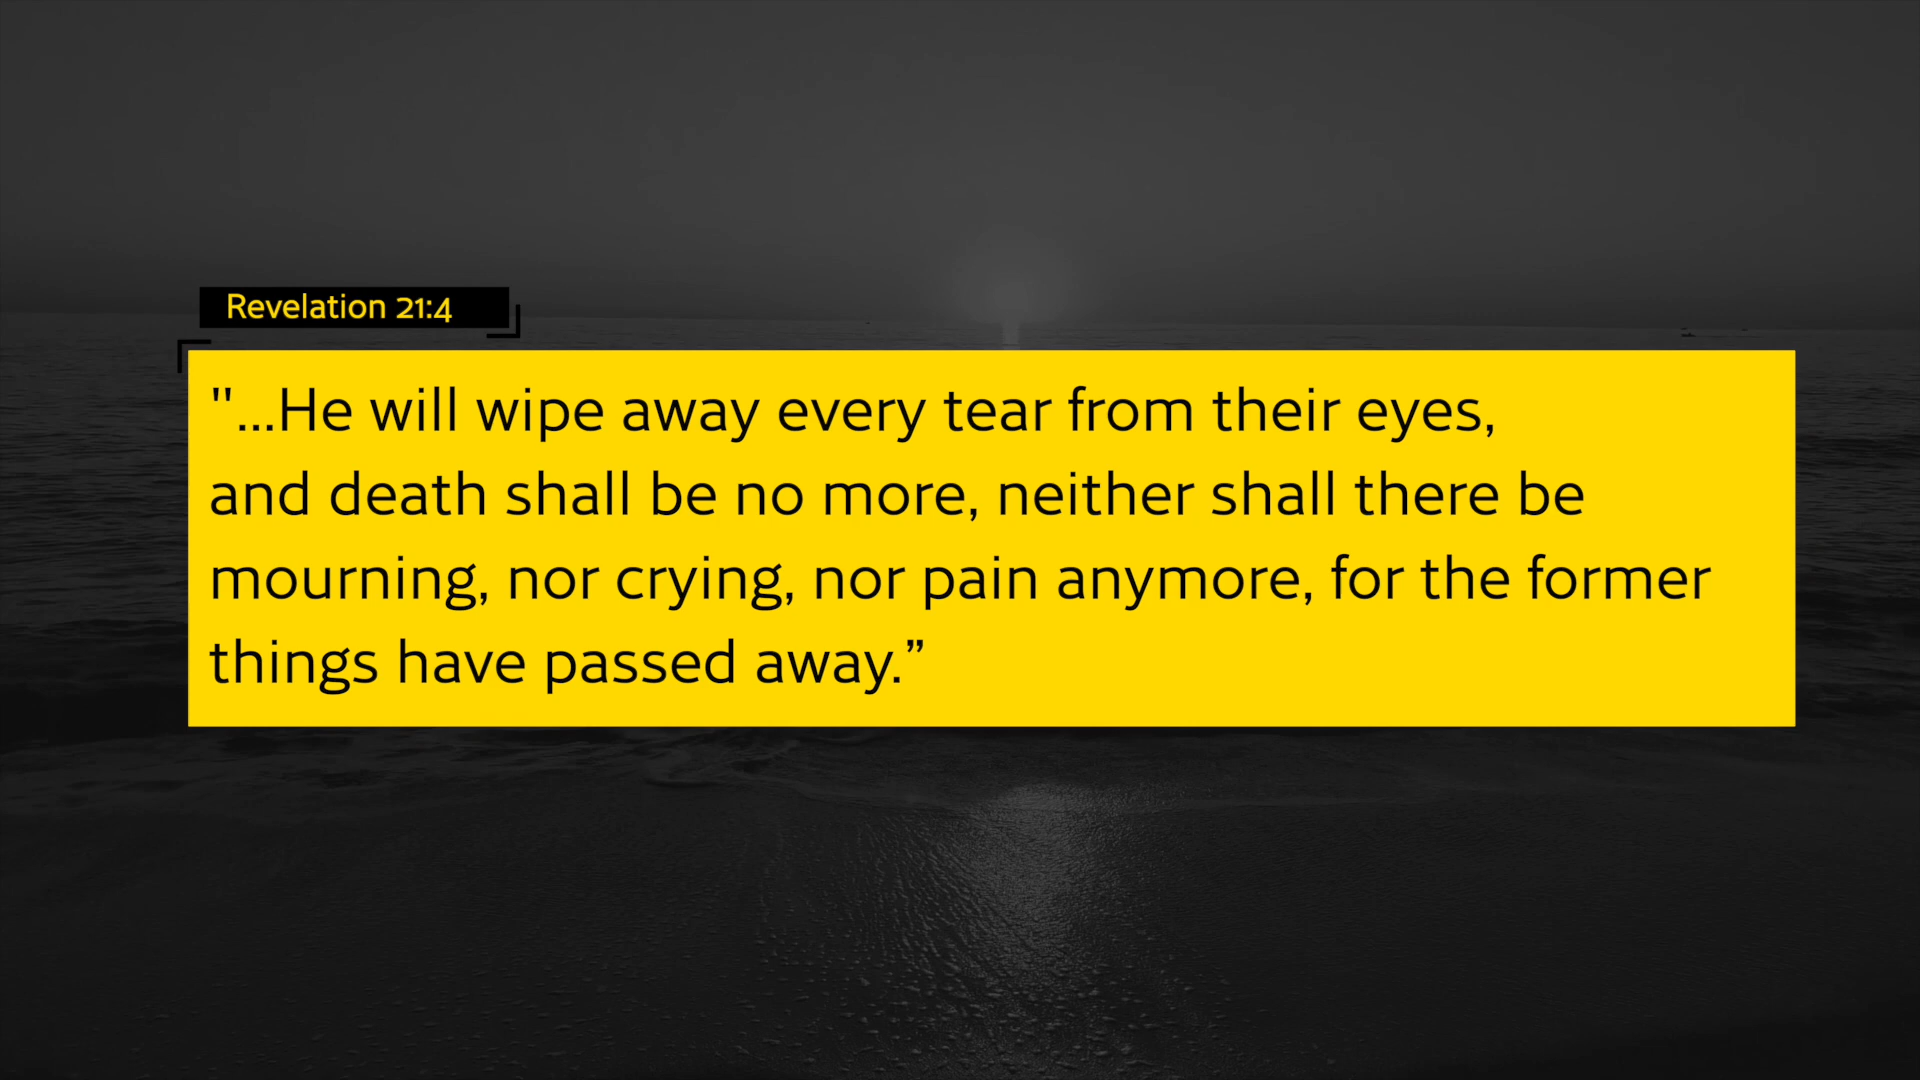 Revelation 21:4
"...He will wipe away every tear from their eyes,
and death shall be no more, neither shall there be
mourning, nor crying, nor pain anymore, for the former
things have passed away.”